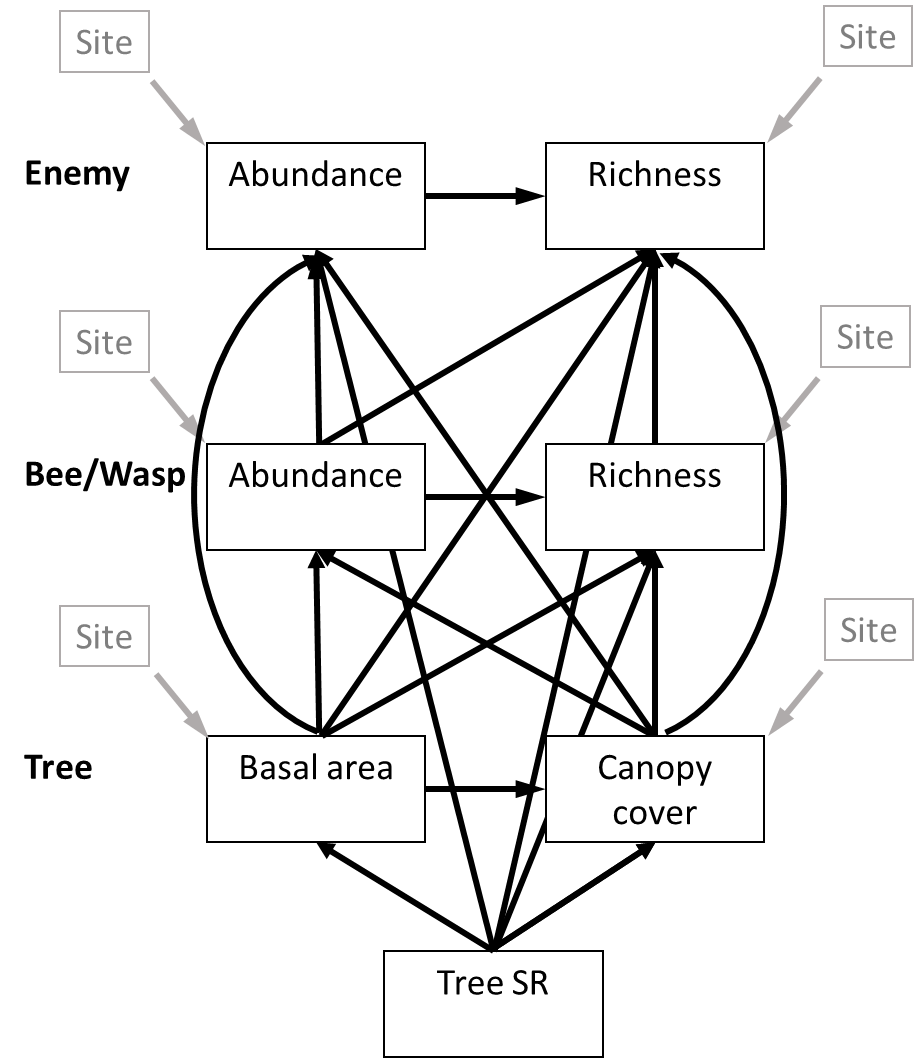 Site
Site
Enemy
Abundance
Richness
Site
Site
Bee/Wasp
Abundance
Richness
Site
Site
Tree
Basal area
Canopy
cover
Tree SR